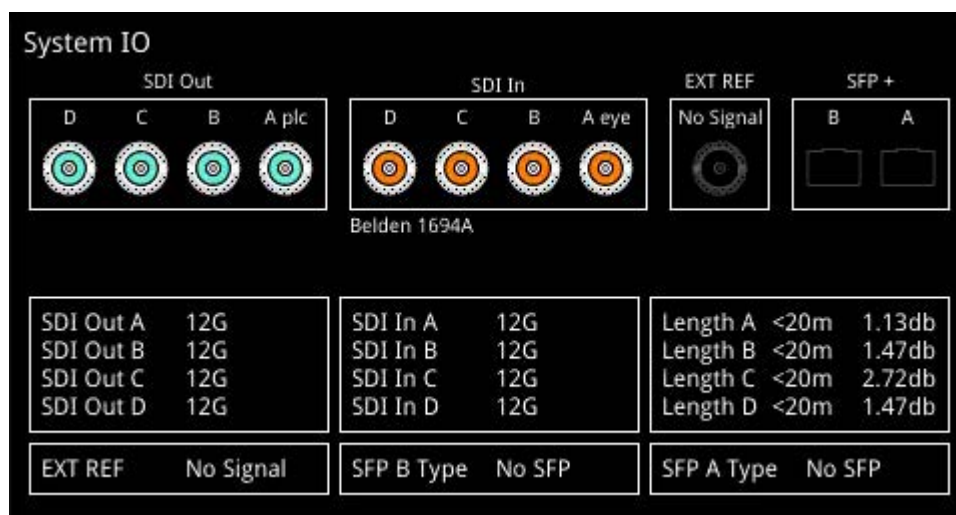 System IO
SDI Out
SDI In
EXT REF
SFP +
D C B A plc
D C B A eye
No Signal
B A
Belden 1694A
SDI Out A 12G
SDI Out B 12G
SDI Out C 12G
SDI Out D 12G
SDI In A 12G
SDI In B 12G
SDI In C 12G
SDI In D 12G
Length A <20m 1.13db
Length B <20m 1.47db
Length C <20m 2.72db
Length D <20m 1.47db
EXT REF No Signal
SFP B Type No SFP
SFP A Type No SFP